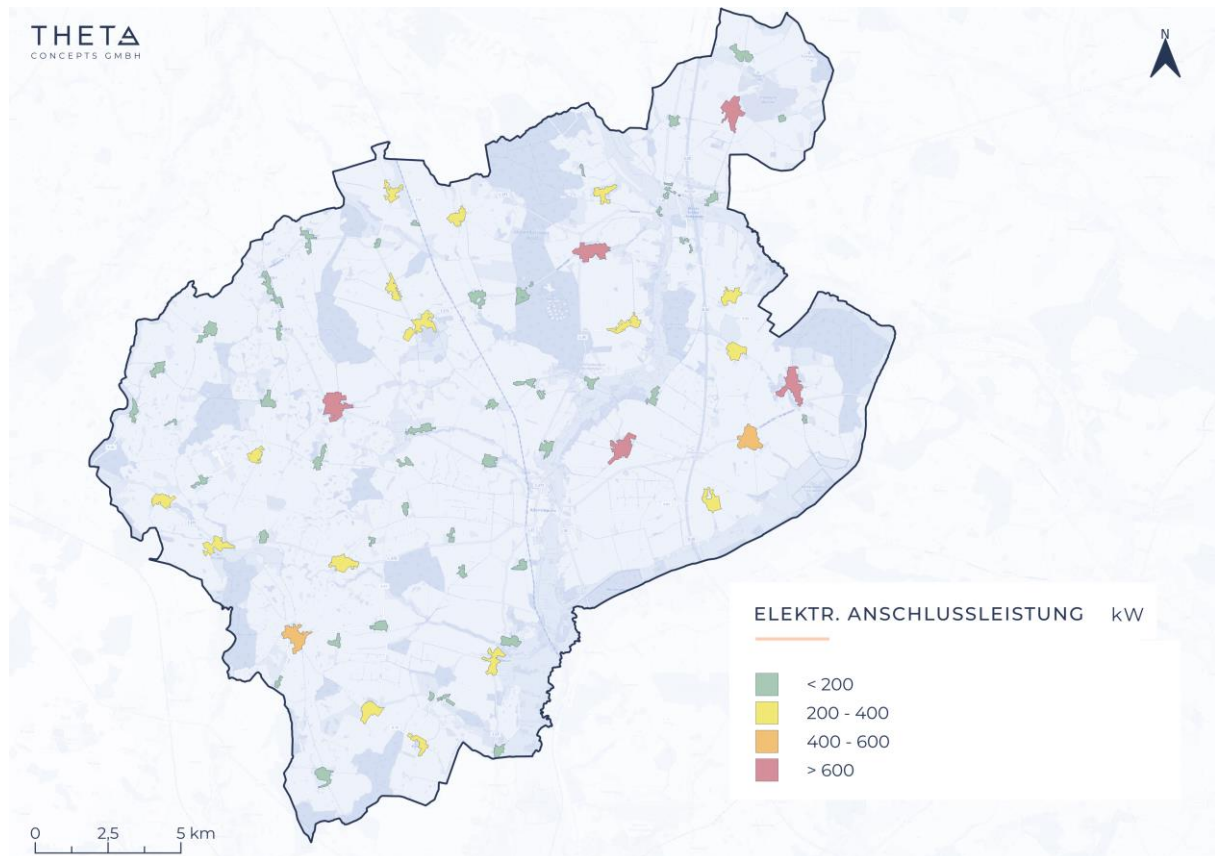 THETA
CONCEPTS GMBH
N
ELEKTR. ANSCHLUSSLEISTUNG kW
< 200
200 - 400
400 - 600
> 600
0 2,5 5 km